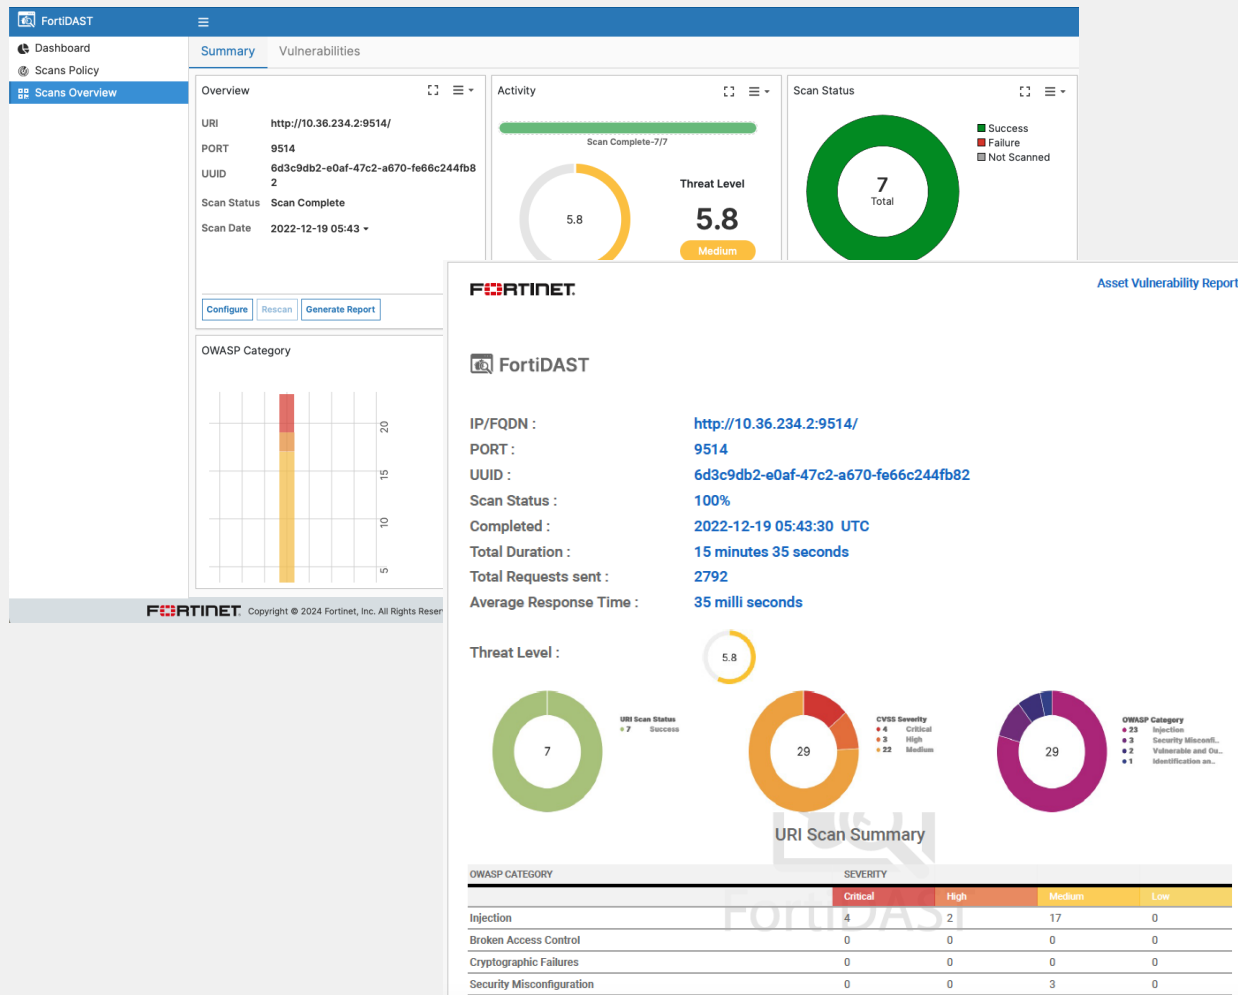 FortiDAST
Dashboard
Scans Policy
Scans Overview
Summary Vulnerabilities
Overview
URI http://10.36.234.2:9514/
PORT 9514
UUID 6d3c9db2-e0af-47c2-a670-fe66c244fb8
2
Scan Status Scan Complete
Scan Date 2022-12-19 05:43
Configure Rescan Generate Report
Activity
Scan Complete-7/7
5.8
Threat Level
5.8
Medium
Scan Status
7
Total
Success
Failure
Not Scanned
OWASP Category
20
15
10
5
FORTINET. Copyright © 2024 Fortinet, Inc. All Rights Reser
FORTINET. Asset Vulnerability Report
FortiDAST
IP/FQDN : http://10.36.234.2:9514/
PORT : 9514
UUID : 6d3c9db2-e0af-47c2-a670-fe66c244fb82
Scan Status : 100%
Completed : 2022-12-19 05:43:30 UTC
Total Duration : 15 minutes 35 seconds
Total Requests sent : 2792
Average Response Time : 35 milli seconds
Threat Level : 5.8
7
URI Scan Status
7 Success
29
CVSS Severity
4 Critical
3 High
22 Medium
29
OWASP Category
23 Injection
3 Security Misconfi...
2 Vulnerable and Ou...
1 Identification an...
URI Scan Summary
FortiDAST
OWASP CATEGORY SEVERITY
Critical High Medium Low
Injection 4 2 17 0
Broken Access Control 0 0 0 0
Cryptographic Failures 0 0 0 0
Security Misconfiguration 0 0 3 0